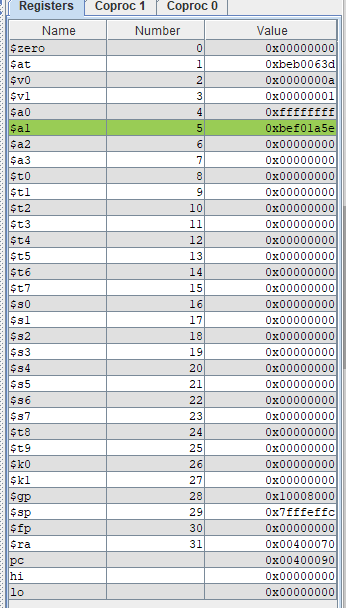 Registers Coproc 1 Coproc 0
Name Number Value
$zero 0 0x00000000
$at 1 0xbeb0063d
$v0 2 0x0000000a
$v1 3 0x00000001
$a0 4 0xffffffff
$a1 5 0xbef01a5e
$a2 6 0x00000000
$a3 7 0x00000000
$t0 8 0x00000000
$t1 9 0x00000000
$t2 10 0x00000000
$t3 11 0x00000000
$t4 12 0x00000000
$t5 13 0x00000000
$t6 14 0x00000000
$t7 15 0x00000000
$s0 16 0x00000000
$s1 17 0x00000000
$s2 18 0x00000000
$s3 19 0x00000000
$s4 20 0x00000000
$s5 21 0x00000000
$s6 22 0x00000000
$s7 23 0x00000000
$t8 24 0x00000000
$t9 25 0x00000000
$k0 26 0x00000000
$k1 27 0x00000000
$gp 28 0x10008000
$sp 29 0x7fffeffc
$fp 30 0x00000000
$ra 31 0x00400070
pc 0x00400090
hi 0x00000000
lo 0x00000000